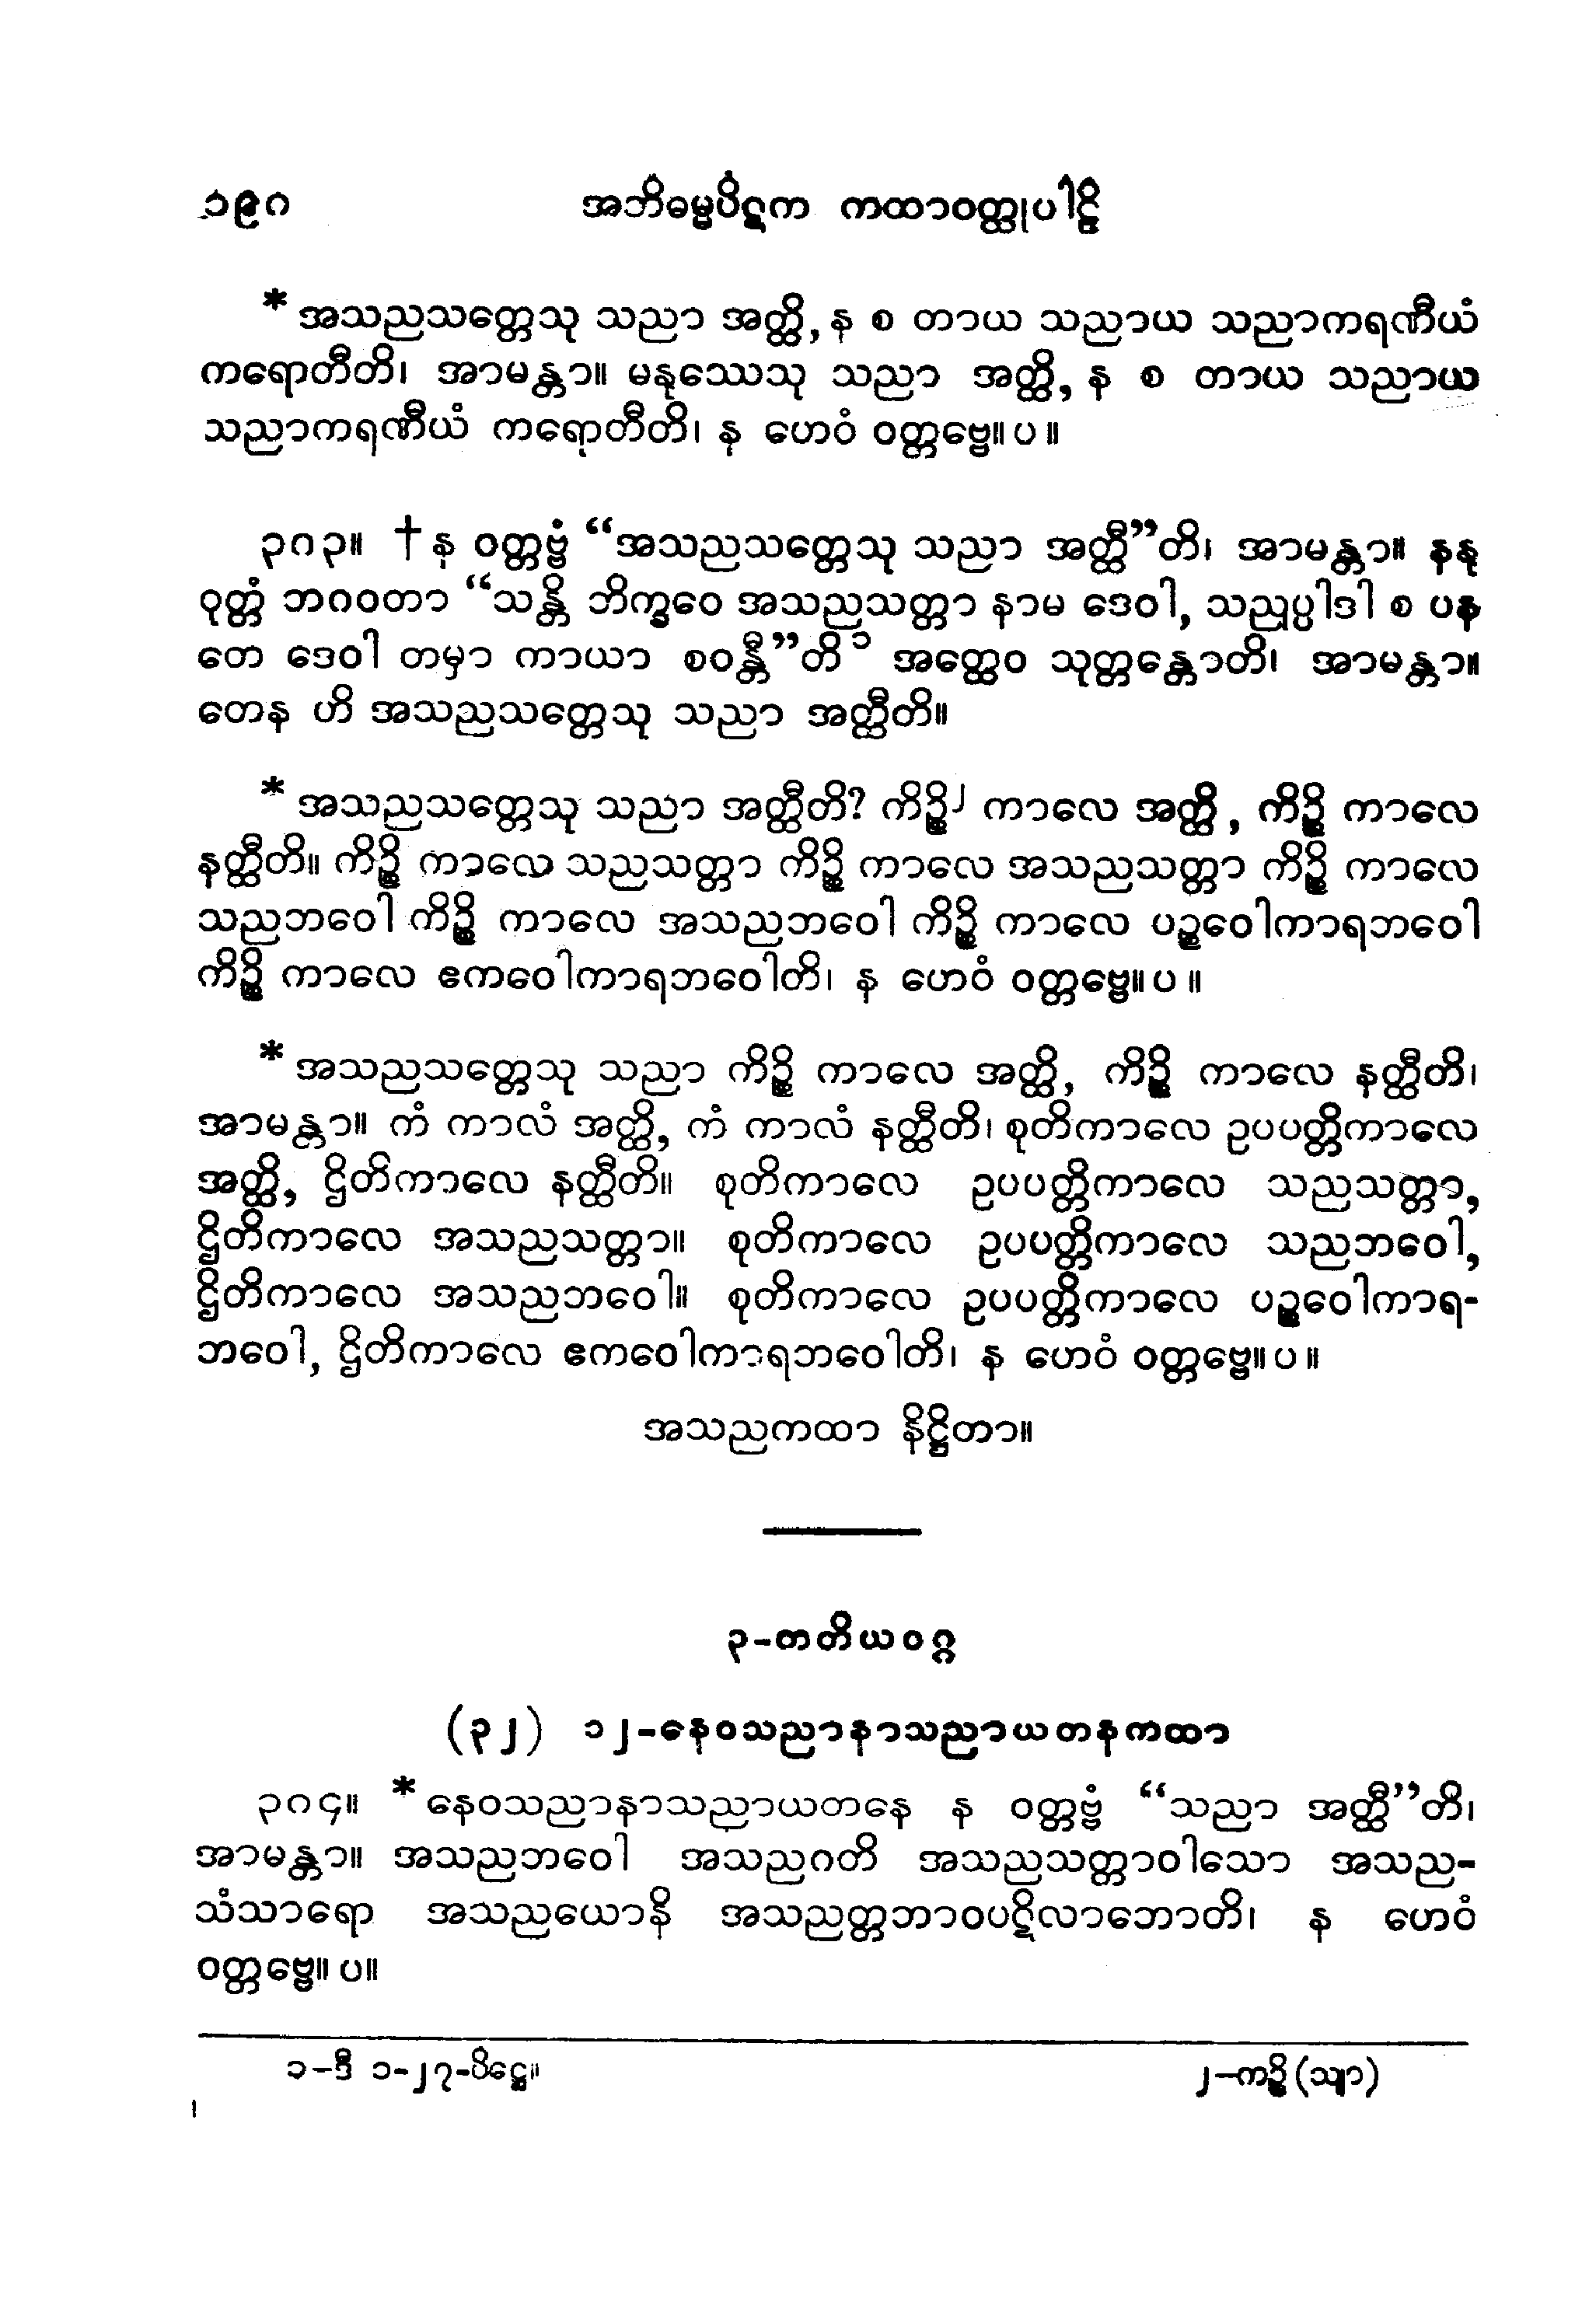 ၁၉၀ အဘိဓမ္မပိဋက ကထာဝတ္ထုပါဠိ
* အသညသတ္တေသု သညာ အတ္ထိ, န စ တာယ သညာယ သညာကရဏီယံ
ကရောတီတိ၊ အာမန္တာ။ မနုဿေသု သညာ အတ္ထိ, န စ တာယ သညာယ
သညာကရဏီယံ ကရောတီတိ၊ န ဟေဝံ ဝတ္တဗ္ဗေ။ ပ ။
၃၀၃။ † န ဝတ္တဗ္ဗံ “အသညသတ္တေသု သညာ အတ္ထီ”တိ၊ အာမန္တာ။ နနု
ဝုတ္တံ ဘဂဝတာ “သန္တိ ဘိက္ခဝေ အသညသတ္တာ နာမ ဒေဝါ, သညုပ္ပါဒါ စ ပန
တေ ဒေဝါ တမှာ ကာယာ စဝန္တီ”တိ ၁ အတ္ထေဝ သုတ္တန္တောတိ၊ အာမန္တာ။
တေန ဟိ အသညသတ္တေသု သညာ အတ္ထီတိ။
* အသညသတ္တေသု သညာ အတ္ထီတိ? ကိဉ္စိ၂ ကာလေ အတ္ထိ, ကိဉ္စိ ကာလေ
နတ္ထီတိ။ ကိဉ္စိ ကာလေ သညသတ္တာ ကိဉ္စိ ကာလေ အသညသတ္တာ ကိဉ္စိ ကာလေ
သညဘဝေါ ကိဉ္စိ ကာလေ အသညဘဝေါ ကိဉ္စိ ကာလေ ပဉ္စဝေါကာရဘဝေါ
ကိဉ္စိ ကာလေ ဧကဝေါကာရဘဝေါတိ၊ န ဟေဝံ ဝတ္တဗ္ဗေ။ ပ ။
* အသညသတ္တေသု သညာ ကိဉ္စိ ကာလေ အတ္ထိ, ကိဉ္စိ ကာလေ နတ္ထီတိ၊
အာမန္တာ။ ကံ ကာလံ အတ္ထိ, ကံ ကာလံ နတ္ထီတိ၊ စုတိကာလေ ဥပပတ္တိကာလေ
အတ္ထိ, ဌိတိကာလေ နတ္ထီတိ။ စုတိကာလေ ဥပပတ္တိကာလေ သညသတ္တာ,
ဌိတိကာလေ အသညသတ္တာ။ စုတိကာလေ ဥပပတ္တိကာလေ သညဘဝေါ,
ဌိတိကာလေ အသညဘဝေါ။ စုတိကာလေ ဥပပတ္တိကာလေ ပဉ္စဝေါကာရ-
ဘဝေါ, ဌိတိကာလေ ဧကဝေါကာရဘဝေါတိ၊ န ဟေဝံ ဝတ္တဗ္ဗေ။ ပ ။
အသညကထာ နိဋ္ဌိတာ။
၃-တတိယဝဂ္ဂ
(၃၂) ၁၂-နေဝသညာနာသညာယတနကထာ
၃၀၄။ * နေဝသညာနာသညာယတနေ န ဝတ္တဗ္ဗံ “သညာ အတ္ထီ”တိ၊
အာမန္တာ။ အသညဘဝေါ အသညဂတိ အသညသတ္တာဝါသော အသည-
သံသာရော အသညယောနိ အသညတ္တဘာဝပဋိလာဘောတိ၊ န ဟေဝံ
ဝတ္တဗ္ဗေ။ ပ။
၁-ဒီ ၁-၂၇-ပိဋ္ဌေ။ ၂-ကဉ္စိ (သျာ)